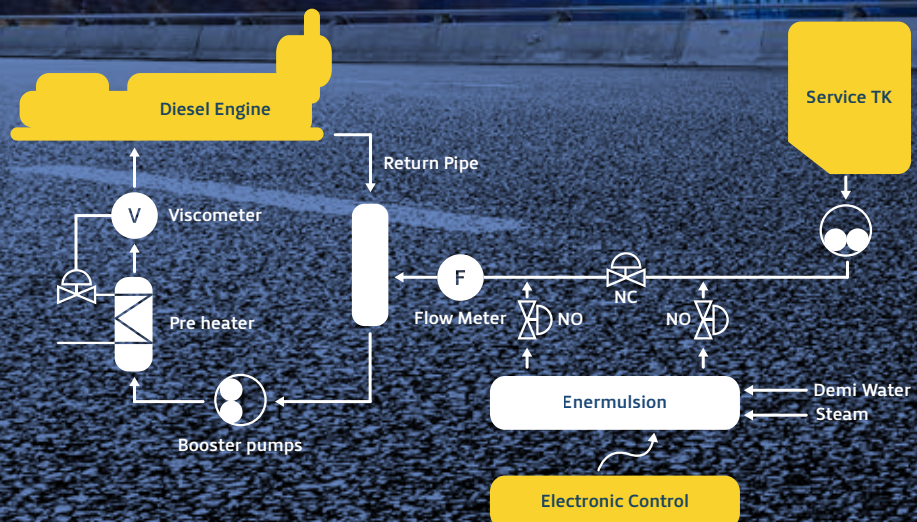 Diesel Engine
Service TK
Return Pipe
V
Viscometer
F
NC
Flow Meter
NO
NO
Pre heater
Enermulsion
Demi Water
Steam
Booster pumps
Electronic Control